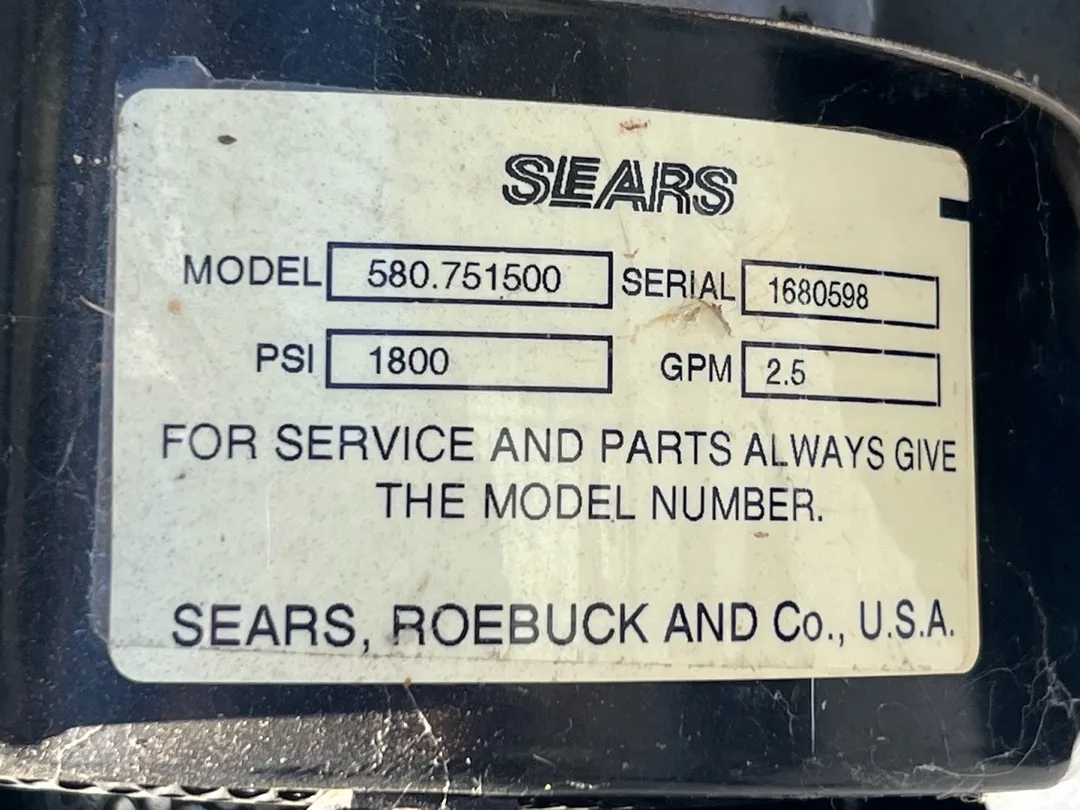 SEARS
MODEL 580.751500 SERIAL 1680598
PSI 1800 GPM 2.5
FOR SERVICE AND PARTS ALWAYS GIVE
THE MODEL NUMBER.
SEARS, ROEBUCK AND Co., U.S.A.